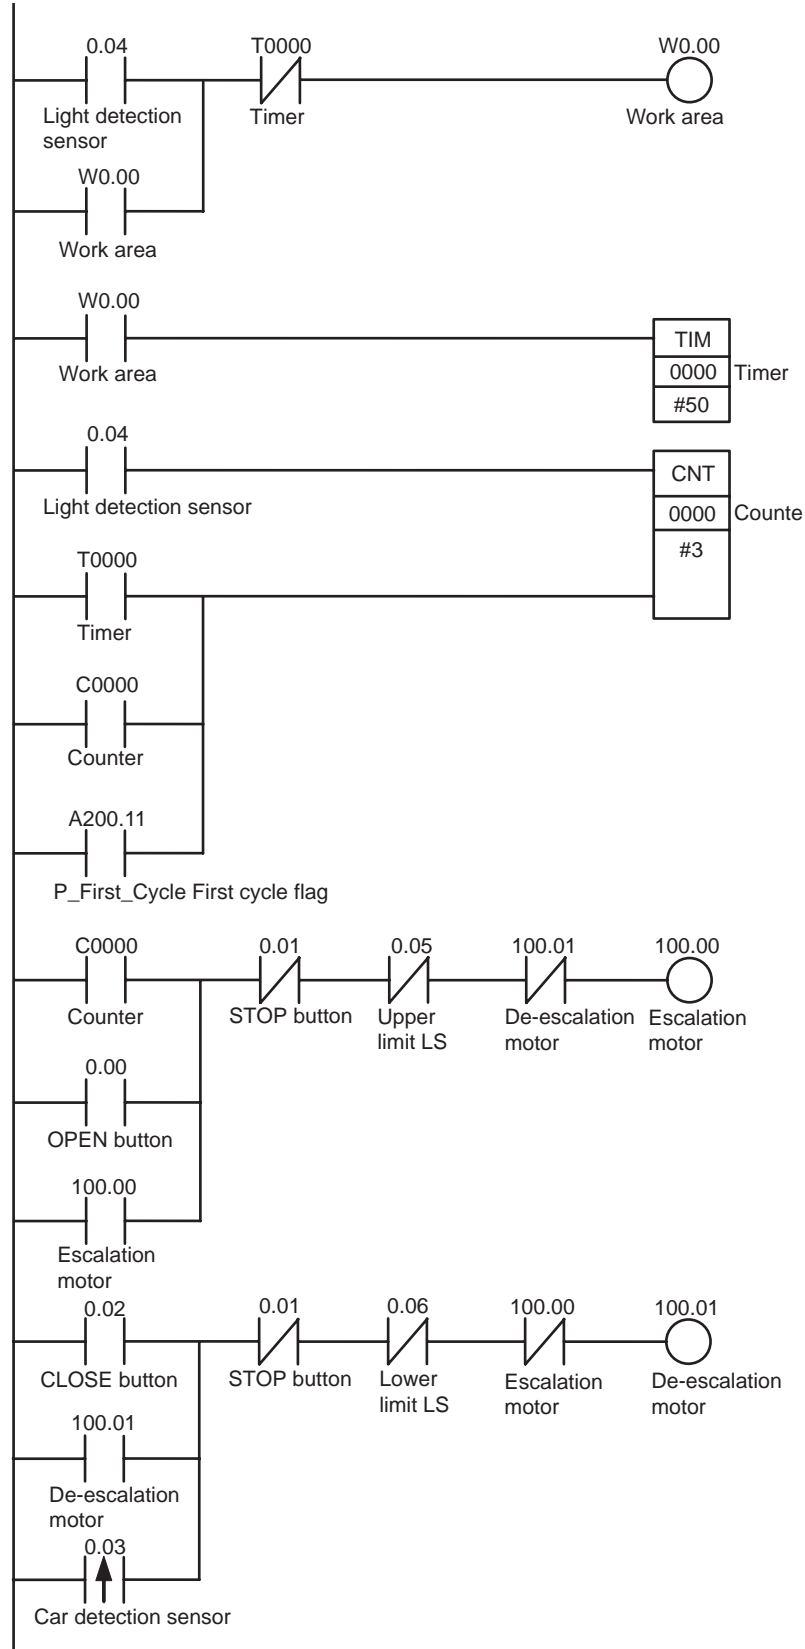 0.04 T0000 W0.00
Light detection sensor Timer Work area
W0.00
Work area
W0.00
Work area
TIM
0000 Timer
#50
0.04
Light detection sensor
CNT
0000 Counte
#3
T0000
Timer
C0000
Counter
A200.11
P_First_Cycle First cycle flag
C0000 0.01 0.05 100.01 100.00
Counter STOP button Upper limit LS De-escalation motor Escalation motor
0.00
OPEN button
100.00
Escalation
motor
0.02 0.01 0.06 100.00 100.01
CLOSE button STOP button Lower limit LS Escalation motor De-escalation motor
100.01
De-escalation
motor
0.03
Car detection sensor